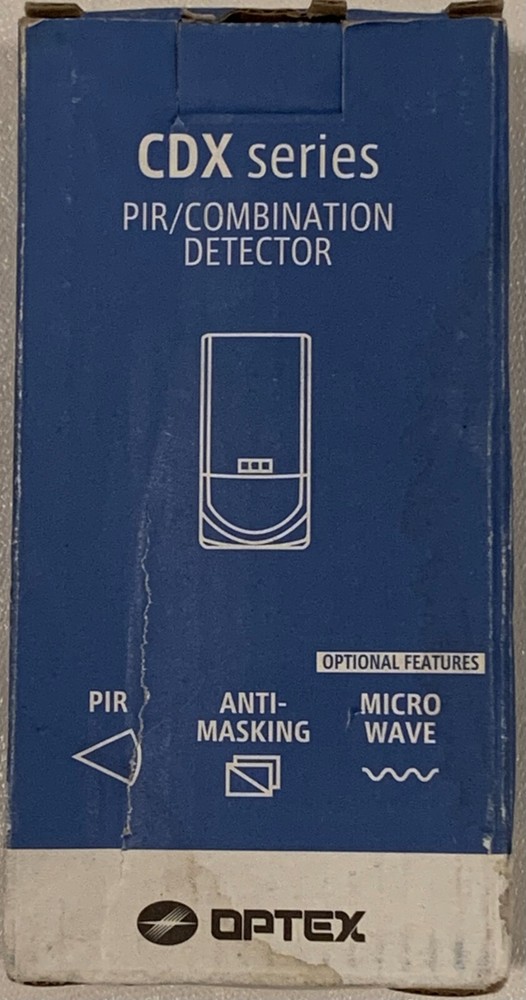 CDX series
PIR/COMBINATION
DETECTOR
OPTIONAL FEATURES
PIR
ANTI-
MASKING
MICRO
WAVE
OPTEX